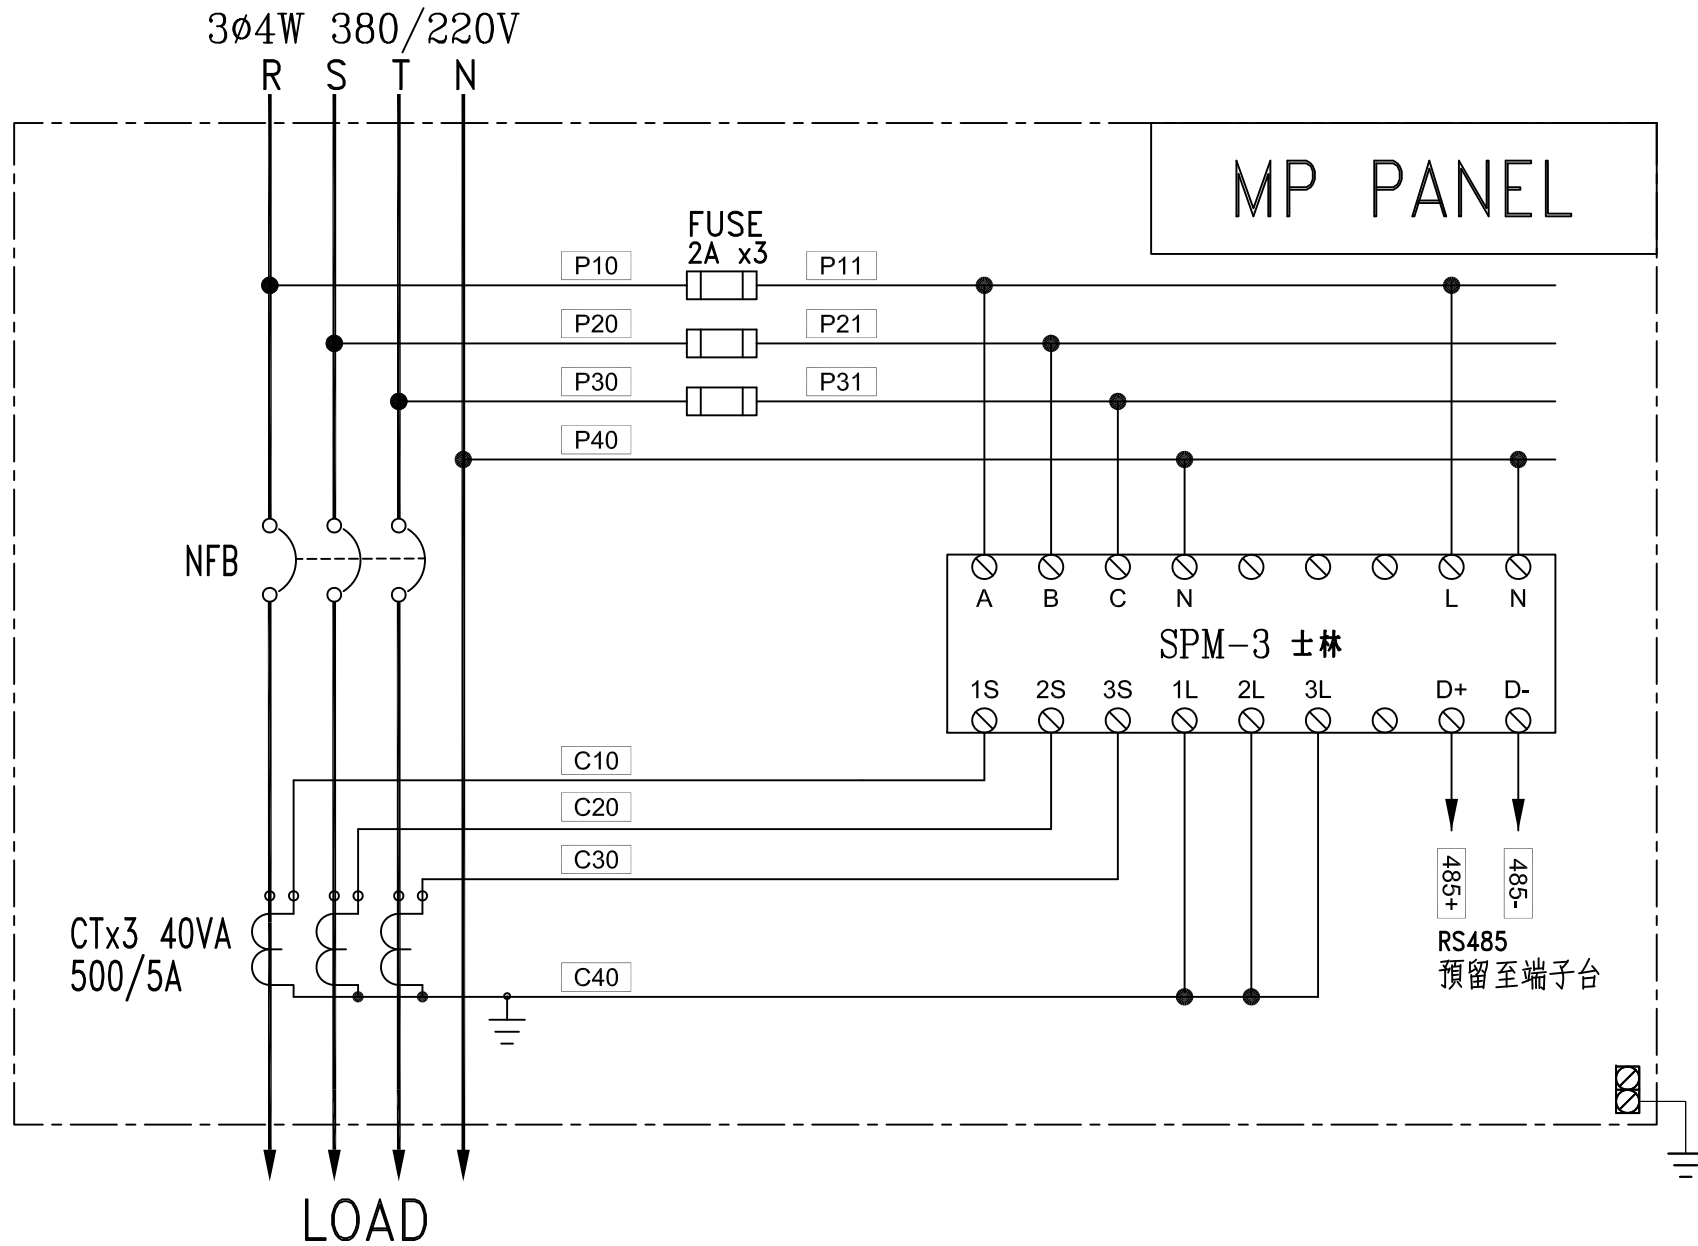 3ø4W 380/220V
R S T N
MP PANEL
FUSE
2A x3
P10 P11
P20 P21
P30 P31
P40
NFB
A B C N L N
SPM-3 士林
1S 2S 3S 1L 2L 3L D+ D-
C10
C20
C30
485+ 485-
CTx3 40VA
500/5A
RS485
預留至端子台
C40
LOAD